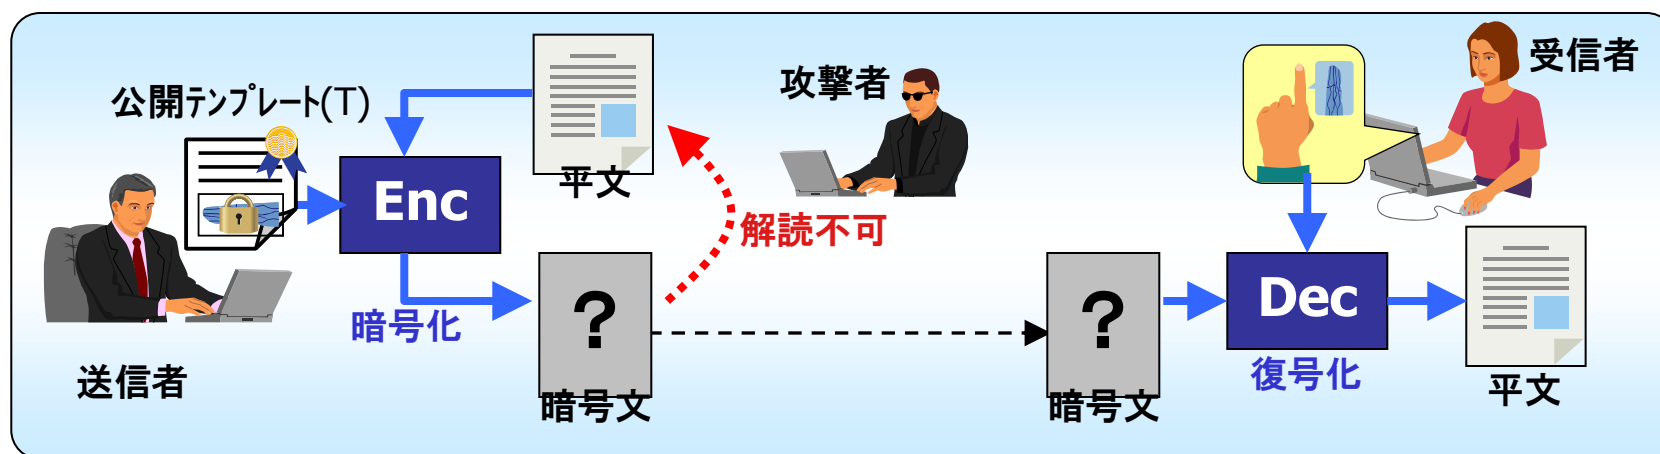 公開テンプレート(T)
Enc
平文
攻撃者
受信者
解読不可
暗号化
?
暗号文
送信者
?
暗号文
Dec
復号化
平文